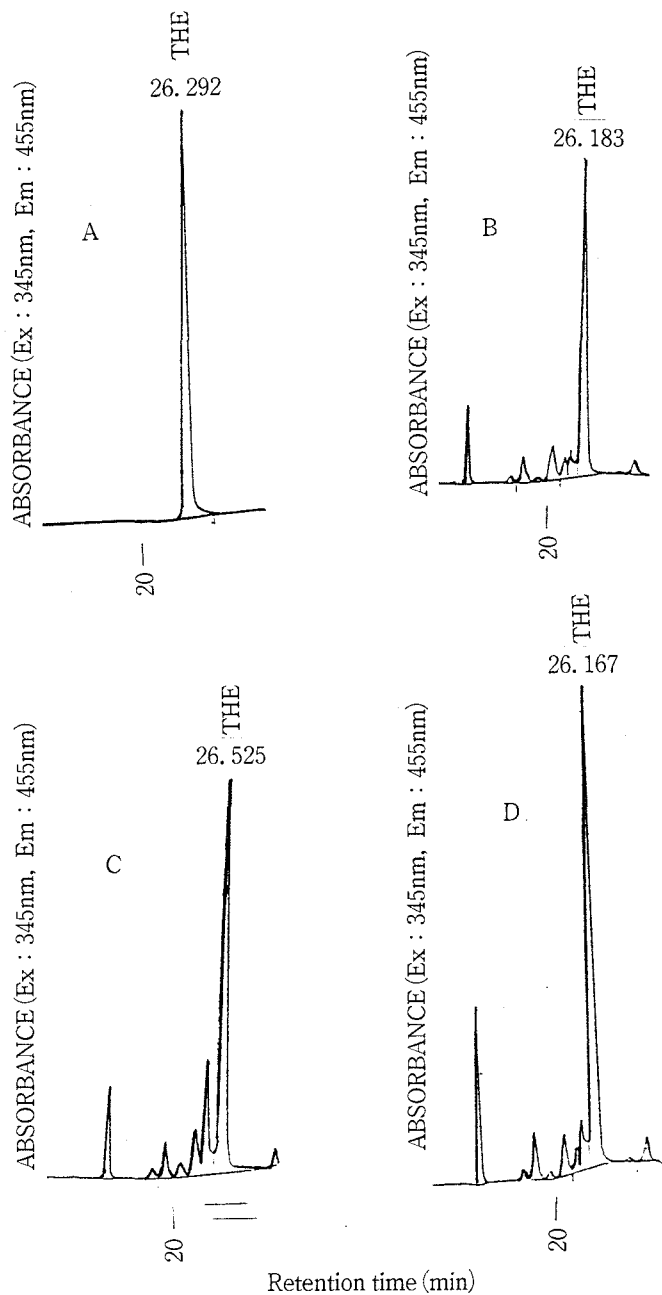 THE
26.292
ABSORBANCE (Ex : 345nm, Em : 455nm)
A
20
THE
26.183
ABSORBANCE (Ex : 345nm, Em : 455nm)
B
20
THE
26.525
ABSORBANCE (Ex : 345nm, Em : 455nm)
C
20
THE
26.167
ABSORBANCE (Ex : 345nm, Em : 455nm)
D
20
Retention time (min)